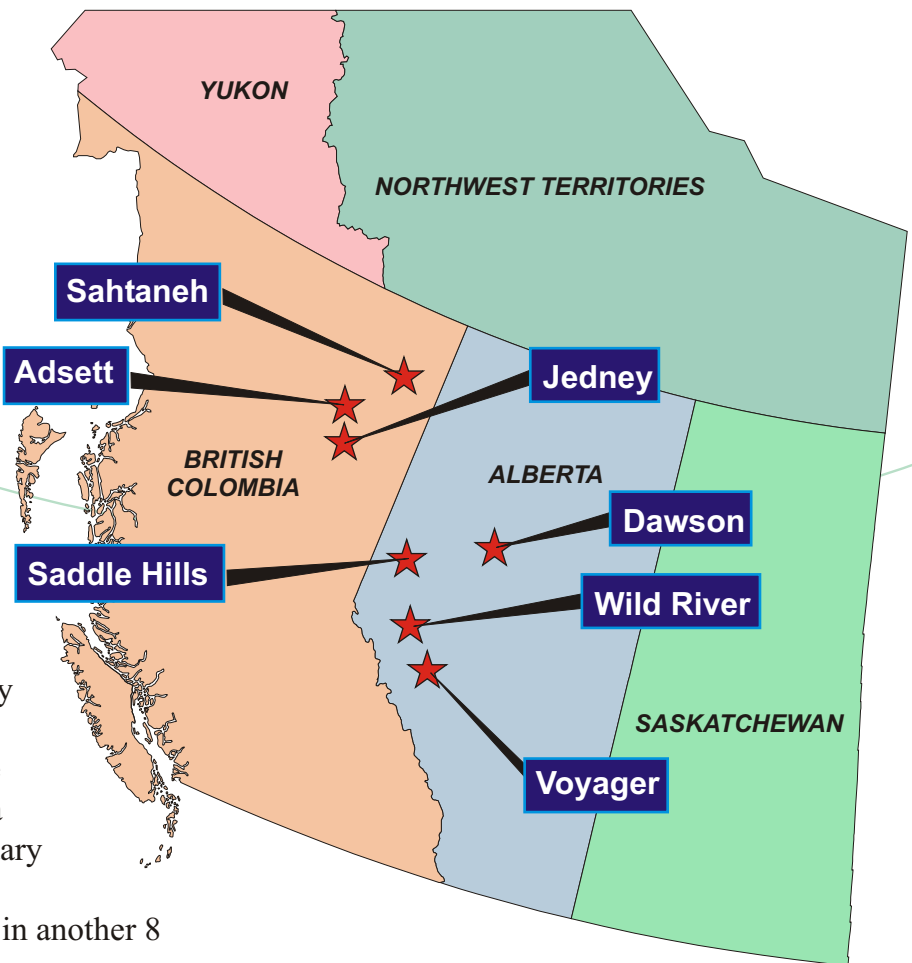 YUKON
NORTHWEST TERRITORIES
Sahtaneh
Adsett
Jedney
BRITISH
COLOMBIA
ALBERTA
Dawson
Saddle Hills
Wild River
SASKATCHEWAN
Voyager
y
ary
in another 8